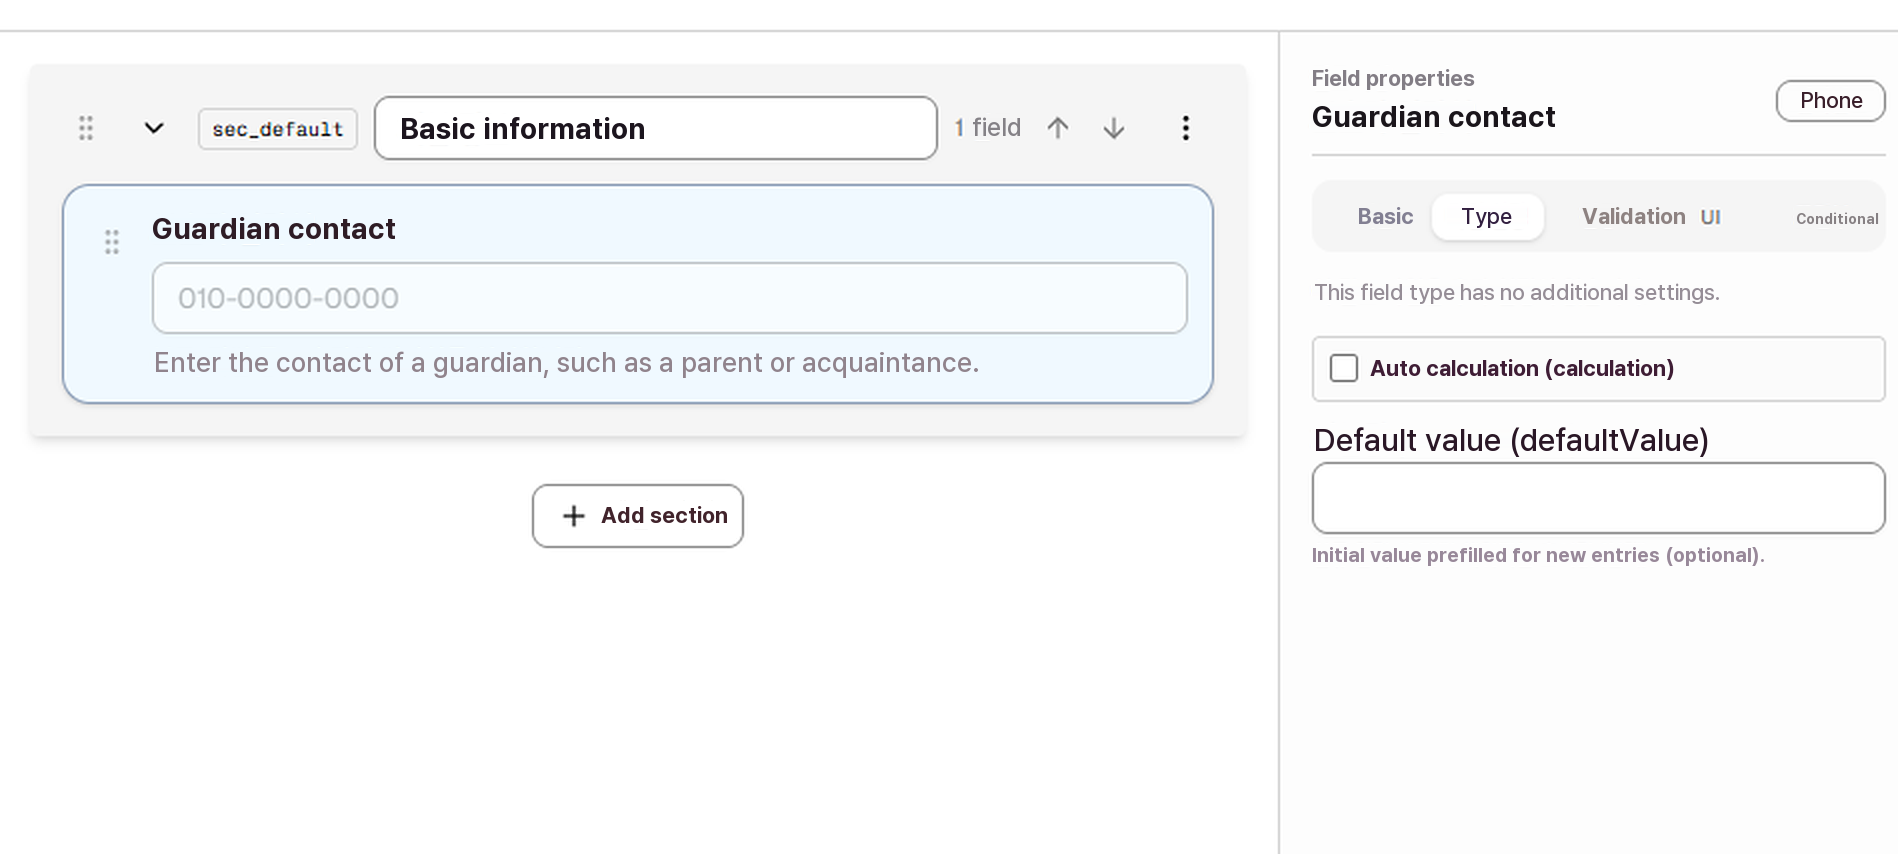 sec_default
Basic information
1 field
Guardian contact
010-0000-0000
Enter the contact of a guardian, such as a parent or acquaintance.
Add section
Field properties
Guardian contact
Phone
Basic Type Validation UI Conditional
This field type has no additional settings.
Auto calculation (calculation)
Default value (defaultValue)
Initial value prefilled for new entries (optional).